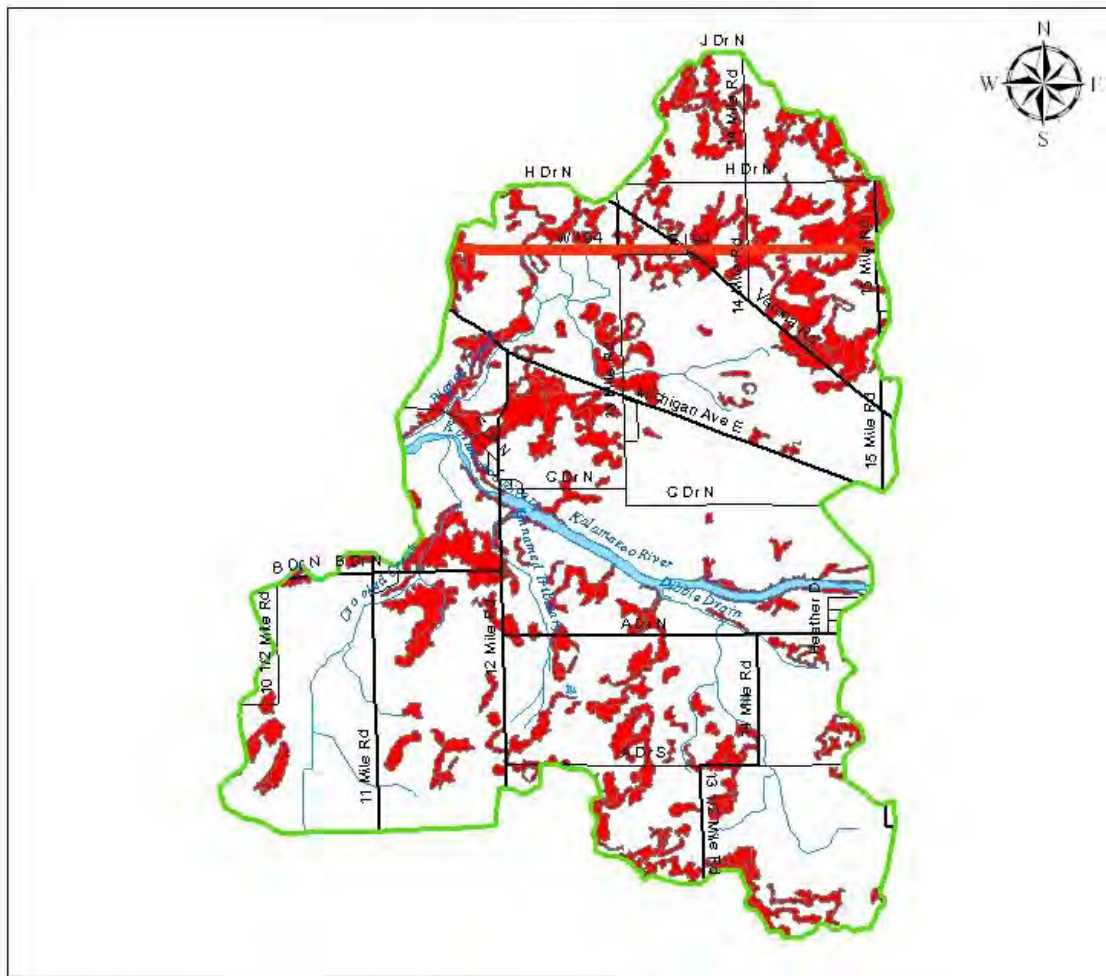 N
W E
S
J Dr N
14 Mile Rd
H Dr N
H Dr N
W I 94
14 Mile Rd
15 Mile Rd
Michigan Ave E
15 Mile Rd
C Dr N
C Dr N
Kalamazoo River
Dibble Drain
B Dr N
B Dr N
10 1/2 Mile Rd
12 Mile Rd
A Dr N
Heather Dr
14 Mile Rd
11 Mile Rd
A Dr S
13 1/2 Mile Rd